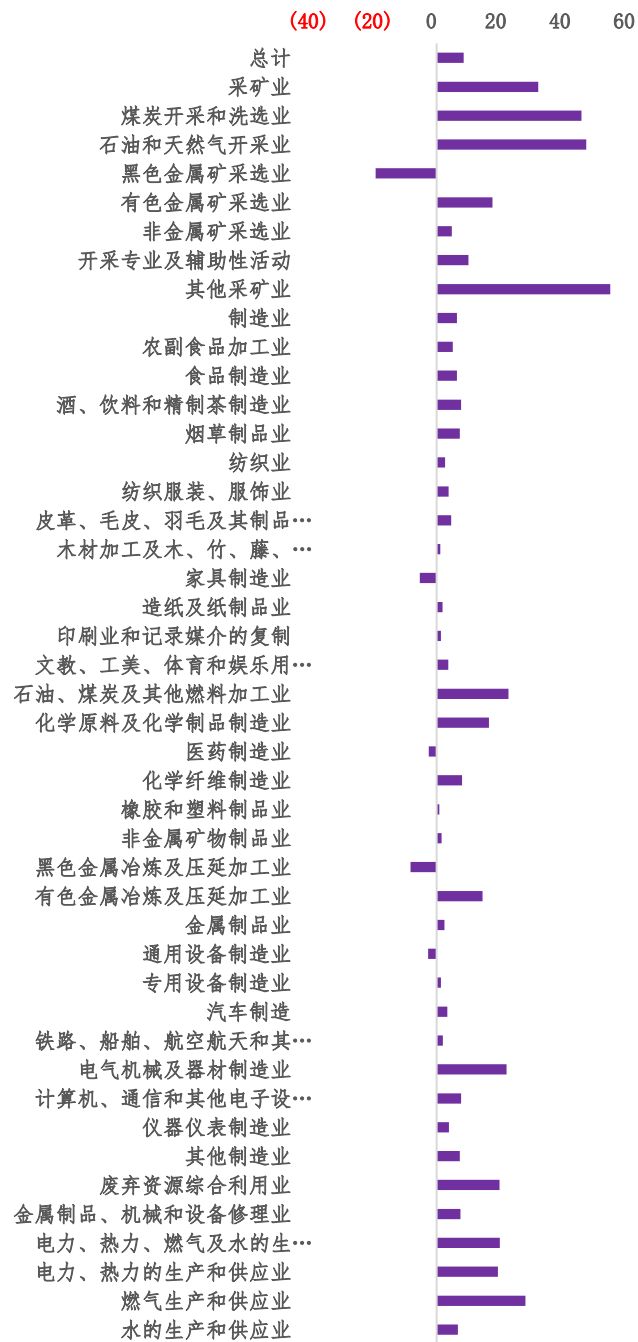 (40) (20) 0 20 40 60
总计
采矿业
煤炭开采和洗选业
石油和天然气开采业
黑色金属矿采选业
有色金属矿采选业
非金属矿采选业
开采专业及辅助性活动
其他采矿业
制造业
农副食品加工业
食品制造业
酒、饮料和精制茶制造业
烟草制品业
纺织业
纺织服装、服饰业
皮革、毛皮、羽毛及其制品…
木材加工及木、竹、藤、…
家具制造业
造纸及纸制品业
印刷业和记录媒介的复制
文教、工美、体育和娱乐用…
石油、煤炭及其他燃料加工业
化学原料及化学制品制造业
医药制造业
化学纤维制造业
橡胶和塑料制品业
非金属矿物制品业
黑色金属冶炼及压延加工业
有色金属冶炼及压延加工业
金属制品业
通用设备制造业
专用设备制造业
汽车制造
铁路、船舶、航空航天和其…
电气机械及器材制造业
计算机、通信和其他电子设…
仪器仪表制造业
其他制造业
废弃资源综合利用业
金属制品、机械和设备修理业
电力、热力、燃气及水的生…
电力、热力的生产和供应业
燃气生产和供应业
水的生产和供应业